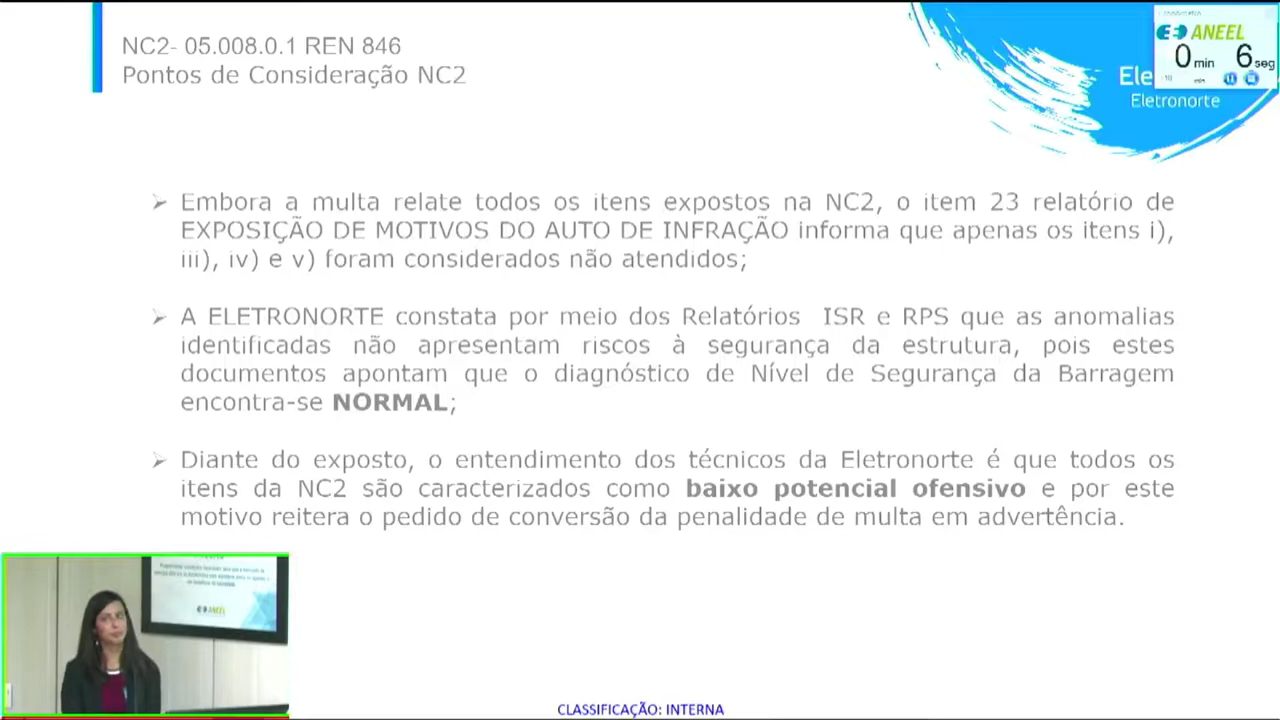 NC2- 05.008.0.1 REN 846
Pontos de Consideração NC2
ANEEL
0 min 6 seg
Ele
Eletronorte
➢ Embora a multa relate todos os itens expostos na NC2, o item 23 relatório de
EXPOSIÇÃO DE MOTIVOS DO AUTO DE INFRAÇÃO informa que apenas os itens i),
iii), iv) e v) foram considerados não atendidos;
➢ A ELETRONORTE constata por meio dos Relatórios ISR e RPS que as anomalias
identificadas não apresentam riscos à segurança da estrutura, pois estes
documentos apontam que o diagnóstico de Nível de Segurança da Barragem
encontra-se NORMAL;
➢ Diante do exposto, o entendimento dos técnicos da Eletronorte é que todos os
itens da NC2 são caracterizados como baixo potencial ofensivo e por este
motivo reitera o pedido de conversão da penalidade de multa em advertência.
ANEEL
CLASSIFICAÇÃO: INTERNA